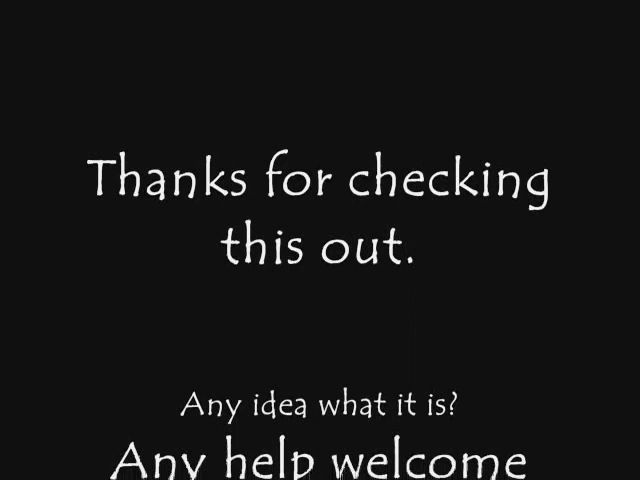 Thanks for checking
this out.
Any idea what it is?
Any help welcome